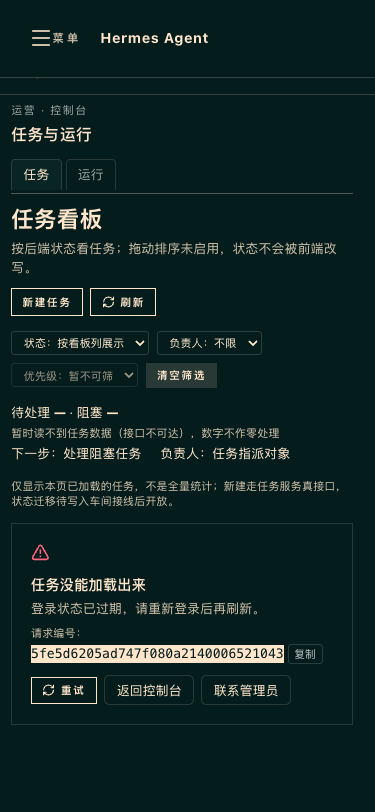 菜单 Hermes Agent
运营 · 控制台
任务与运行
任务 运行
任务看板
按后端状态看任务；拖动排序未启用，状态不会被前端改
写。
新建任务 刷新
状态：按看板列展示 负责人：不限
优先级：暂不可筛 清空筛选
待处理 — · 阻塞 —
暂时读不到任务数据（接口不可达），数字不作零处理
下一步：处理阻塞任务 负责人：任务指派对象
仅显示本页已加载的任务，不是全量统计；新建走任务服务真接口，
状态迁移待写入车间接线后开放。
任务没能加载出来
登录状态已过期，请重新登录后再刷新。
请求编号：
5fe5d6205ad747f080a2140006521043 复制
重试 返回控制台 联系管理员